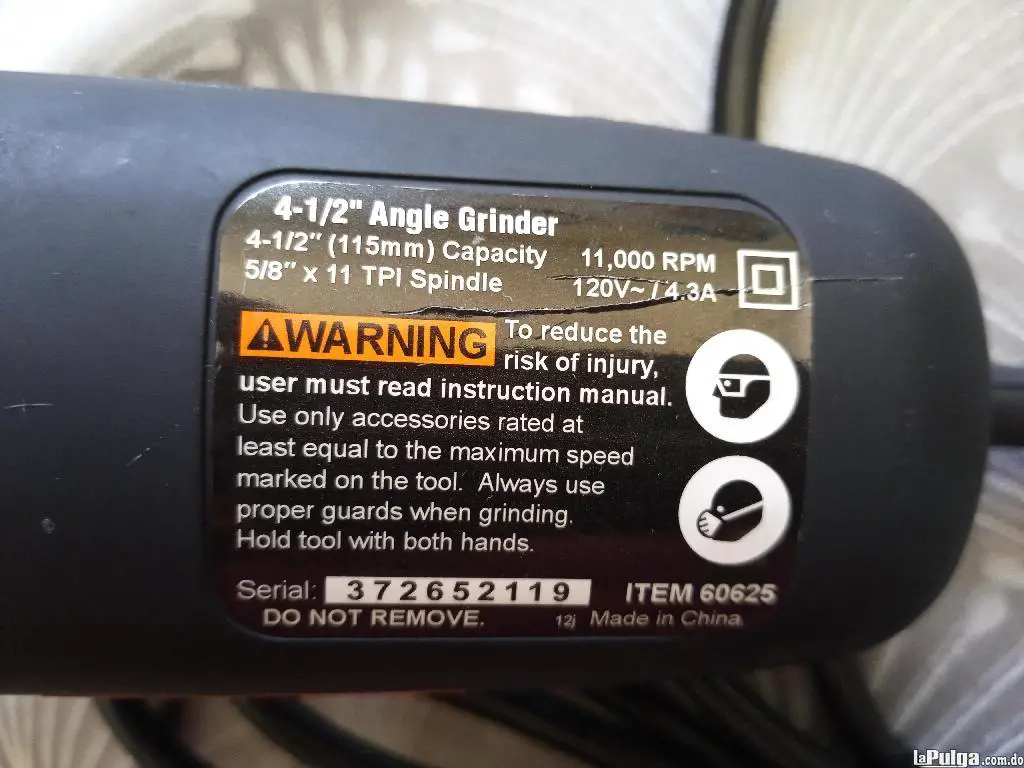 4-1/2" Angle Grinder
4-1/2" (115mm) Capacity 11,000 RPM
5/8" x 11 TPI Spindle 120V~ / 4.3A
WARNING To reduce the
risk of injury,
user must read instruction manual.
Use only accessories rated at
least equal to the maximum speed
marked on the tool. Always use
proper guards when grinding.
Hold tool with both hands.
Serial: 372652119 ITEM 60625
DO NOT REMOVE. 12j Made in China
laPulga.com.do